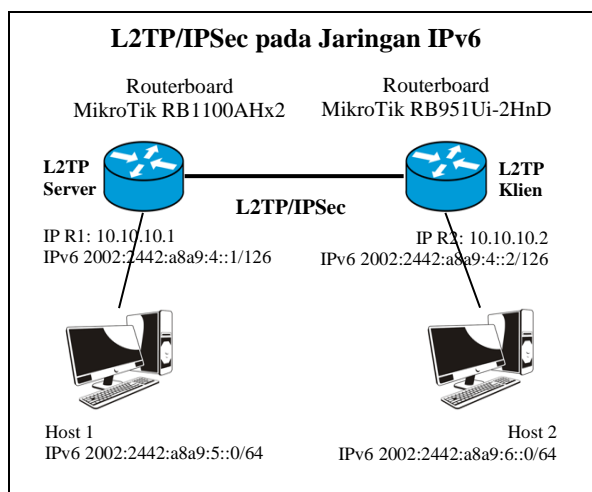 L2TP/IPSec pada Jaringan IPv6
Routerboard
MikroTik RB1100AHx2
Routerboard
MikroTik RB951Ui-2HnD
L2TP
Server
L2TP
Klien
L2TP/IPSec
IP R1: 10.10.10.1
IPv6 2002:2442:a8a9:4::1/126
IP R2: 10.10.10.2
IPv6 2002:2442:a8a9:4::2/126
Host 1
IPv6 2002:2442:a8a9:5::0/64
Host 2
IPv6 2002:2442:a8a9:6::0/64